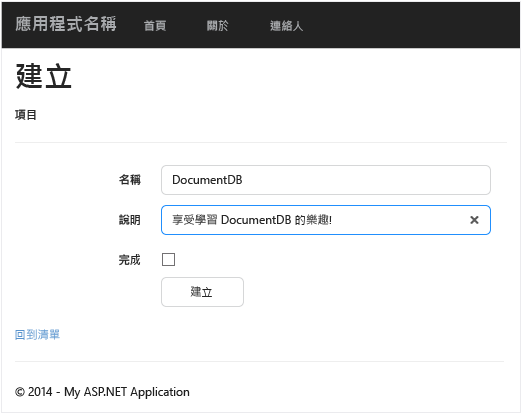 應用程式名稱 首頁 關於 連絡人
建立
項目
名稱 DocumentDB
說明 享受學習 DocumentDB 的樂趣!
完成
建立
回到清單
© 2014 - My ASP.NET Application